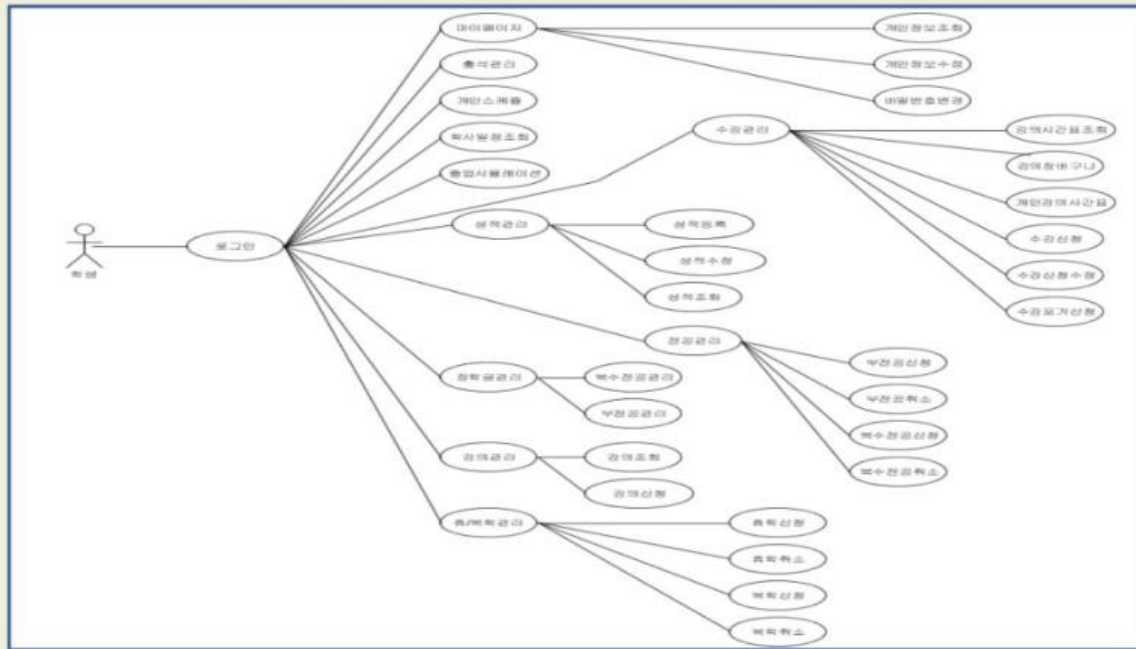 마이페이지
출석관리
개인스케줄
학사일정조회
졸업시뮬레이션
개인정보조회
개인정보수정
비밀번호변경
수강관리
강의시간표조회
강의장바구니
개인강의시간표
수강신청
수강신청수정
수강포기신청
학생
로그인
성적관리
성적등록
성적수정
성적조회
전공관리
부전공신청
부전공취소
복수전공신청
복수전공취소
장학금관리
복수전공관리
부전공관리
강의관리
강의조회
강의신청
휴/복학관리
휴학신청
휴학취소
복학신청
복학취소